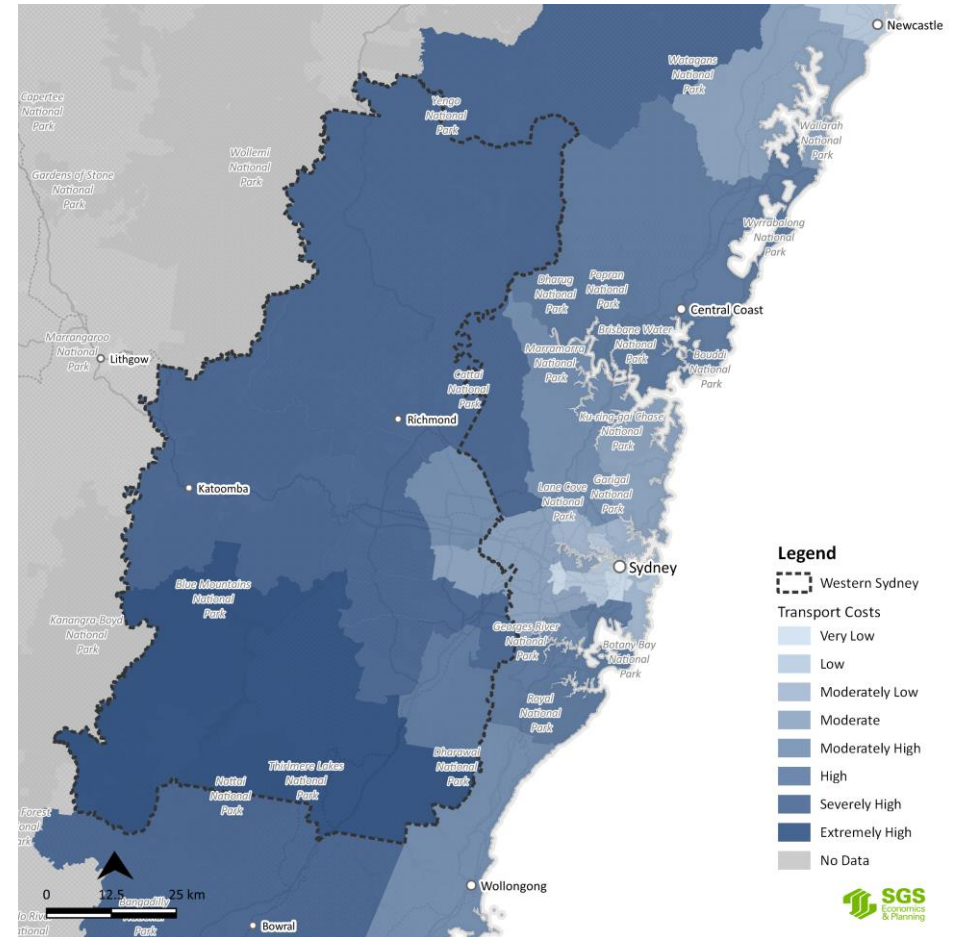 Newcastle
Watagans
National
Park
Capertee
National
Park
Yengo
National
Park
Wallarah
National
Park
Wollemi
National
Park
Gardens of Stone
National
Park
Wyrrabalong
National
Park
Dharug
National
Park
Popran
National
Park
Central Coast
Marrangaroo
National
Park
Lithgow
Marramarra
National
Park
Brisbane Water
National
Park
Bouddi
National
Park
Cattai
National
Park
Richmond
Ku-ring-gai Chase
National
Park
Katoomba
Lane Cove
National
Park
Garigal
National
Park
Sydney
Blue Mountains
National
Park
Kanangra-Boyd
National
Park
Georges River
National
Park
Botany Bay
National
Park
Royal
National
Park
Dharawal
National
Park
Thirlmere Lakes
National
Park
Nattai
National
Park
Forest
Wollongong
Bowral
Park
0 12.5 25 km
Legend
Western Sydney
Transport Costs
Very Low
Low
Moderately Low
Moderate
Moderately High
High
Severely High
Extremely High
No Data
SGS
Economics
& Planning